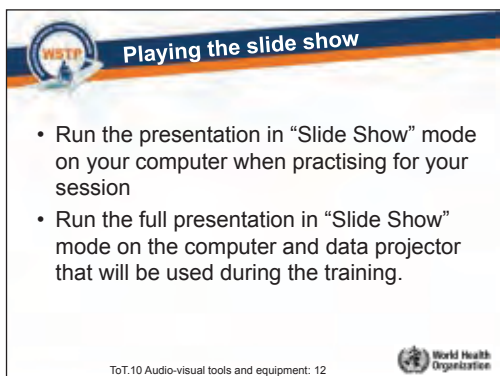 WSTP
Playing the slide show
• Run the presentation in “Slide Show” mode
on your computer when practising for your
session
• Run the full presentation in “Slide Show”
mode on the computer and data projector
that will be used during the training.
ToT.10 Audio-visual tools and equipment: 12
World Health
Organization